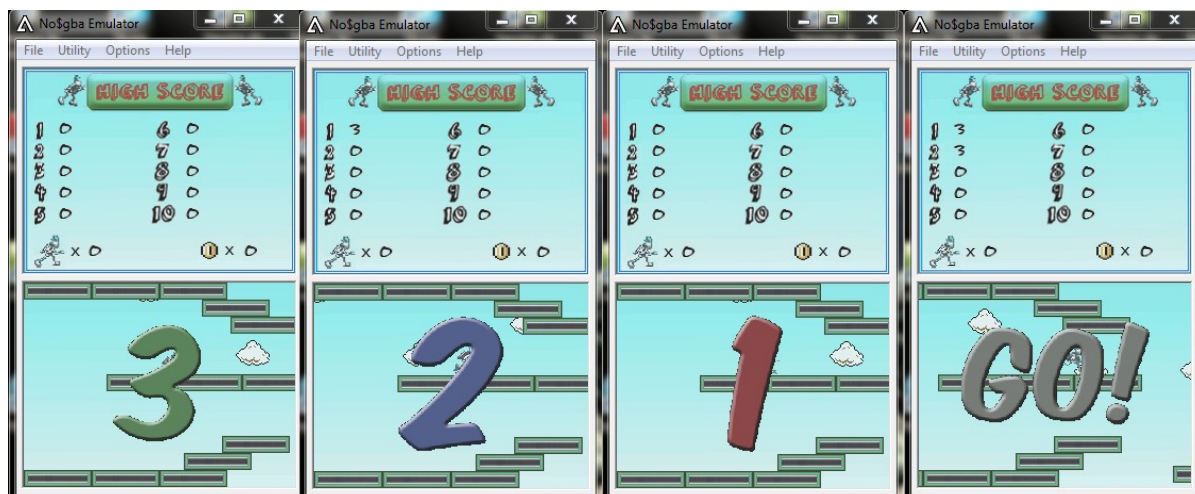 No$gba Emulator
File Utility Options Help
HIGH SCORE
1 0 6 0
2 0 7 0
3 0 8 0
4 0 9 0
5 0 10 0
x 0 x 0
3
No$gba Emulator
File Utility Options Help
HIGH SCORE
1 3 6 0
2 0 7 0
3 0 8 0
4 0 9 0
5 0 10 0
x 0 x 0
2
No$gba Emulator
File Utility Options Help
HIGH SCORE
1 0 6 0
2 0 7 0
3 0 8 0
4 0 9 0
5 0 10 0
x 0 x 0
1
No$gba Emulator
File Utility Options Help
HIGH SCORE
1 3 6 0
2 3 7 0
3 0 8 0
4 0 9 0
5 0 10 0
x 0 x 0
GO!